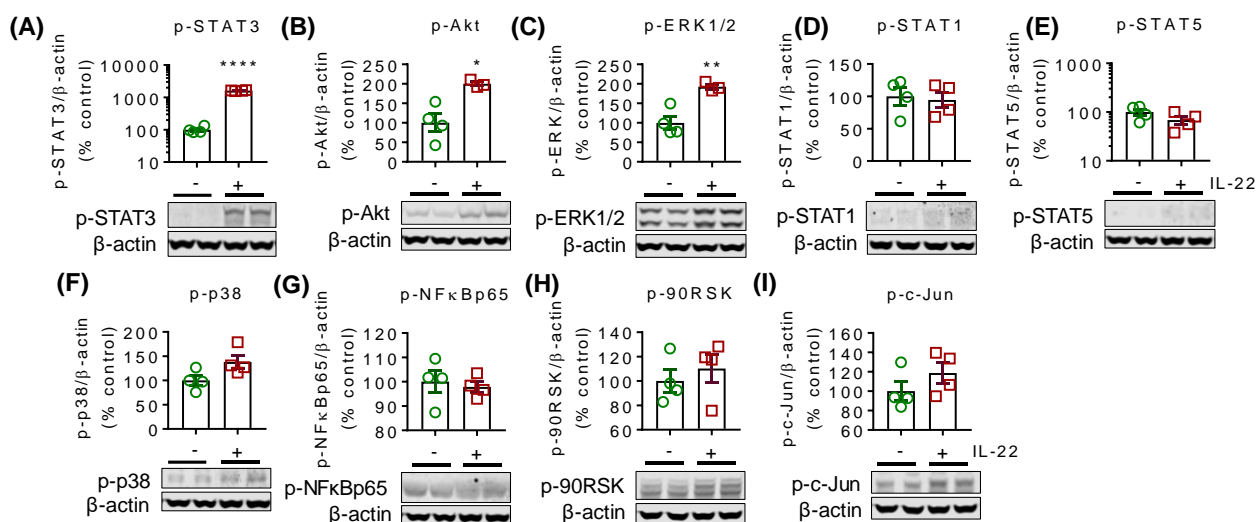 (A)
p-STAT3
p-STAT3/β-actin
(% control)
10000
1000
100
10
****
- +
p-STAT3
β-actin
(B)
p-Akt
p-Akt/β-actin
(% control)
250
200
150
100
50
0
*
- +
p-Akt
β-actin
(C)
p-ERK1/2
p-ERK/β-actin
(% control)
250
200
150
100
50
0
**
- +
p-ERK1/2
β-actin
(D)
p-STAT1
p-STAT1/β-actin
(% control)
150
100
50
0
- +
p-STAT1
β-actin
(E)
p-STAT5
p-STAT5/β-actin
(% control)
1000
100
10
- + IL-22
p-STAT5
β-actin
(F)
p-p38
p-p38/β-actin
(% control)
200
150
100
50
0
- +
p-p38
β-actin
(G)
p-NFκBp65
p-NFκBp65/β-actin
(% control)
120
110
100
90
80
- +
p-NFκBp65
β-actin
(H)
p-90RSK
p-90RSK/β-actin
(% control)
140
120
100
80
60
- +
p-90RSK
β-actin
(I)
p-c-Jun
p-c-Jun/β-actin
(% control)
160
140
120
100
80
60
- + IL-22
p-c-Jun
β-actin